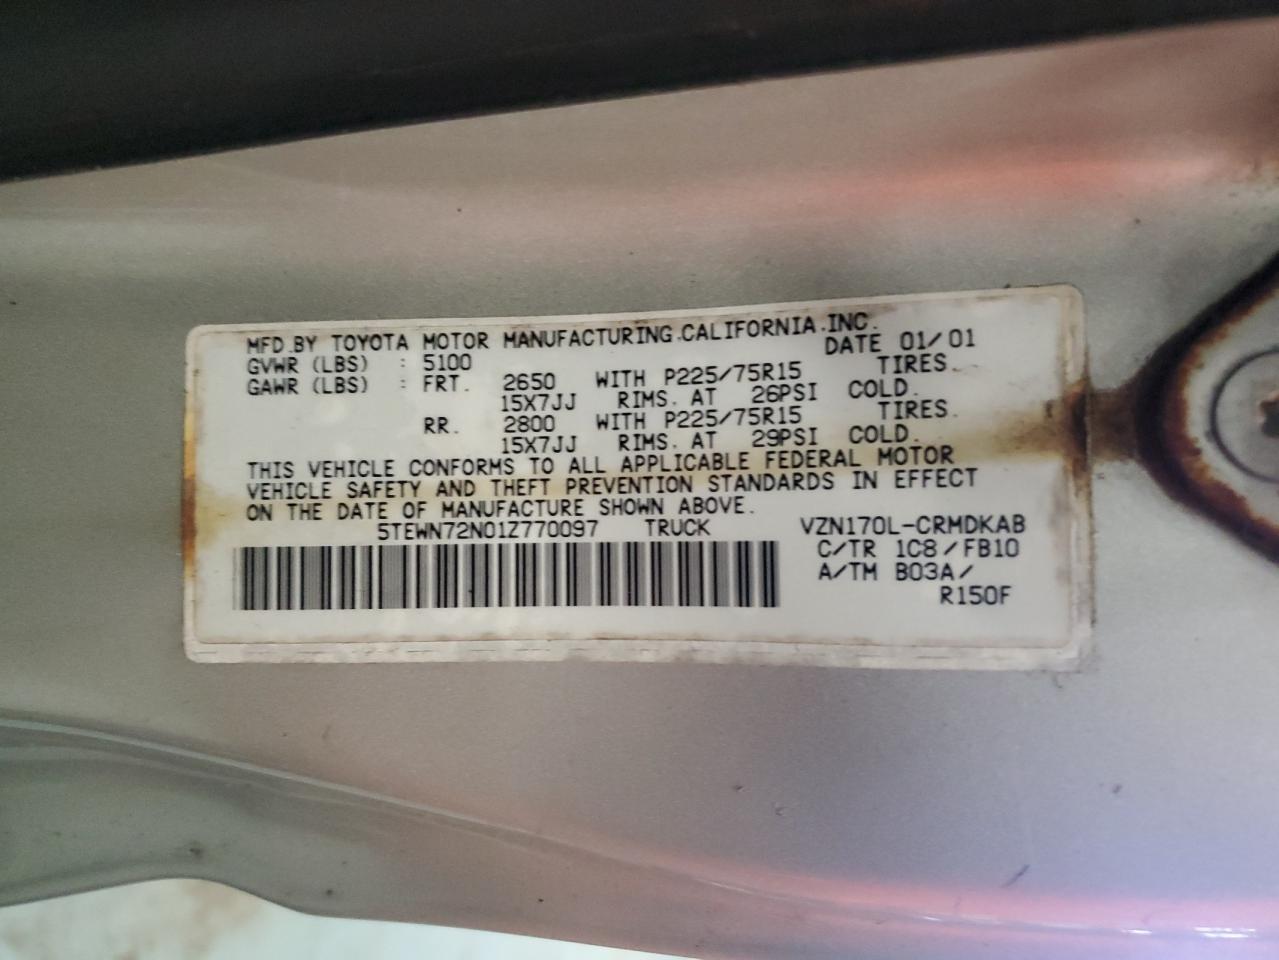 MFD.BY TOYOTA MOTOR MANUFACTURING.CALIFORNIA.INC.
GVWR (LBS) : 5100 DATE 01/01
GAWR (LBS) : FRT. 2650 WITH P225/75R15 TIRES.
15X7JJ RIMS. AT 26PSI COLD.
RR. 2800 WITH P225/75R15 TIRES.
15X7JJ RIMS. AT 29PSI COLD.
THIS VEHICLE CONFORMS TO ALL APPLICABLE FEDERAL MOTOR
VEHICLE SAFETY AND THEFT PREVENTION STANDARDS IN EFFECT
ON THE DATE OF MANUFACTURE SHOWN ABOVE.
5TEWN72N01Z770097 TRUCK VZN170L-CRMDKAB
C/TR 1C8/FB10
A/TM B03A/
R150F